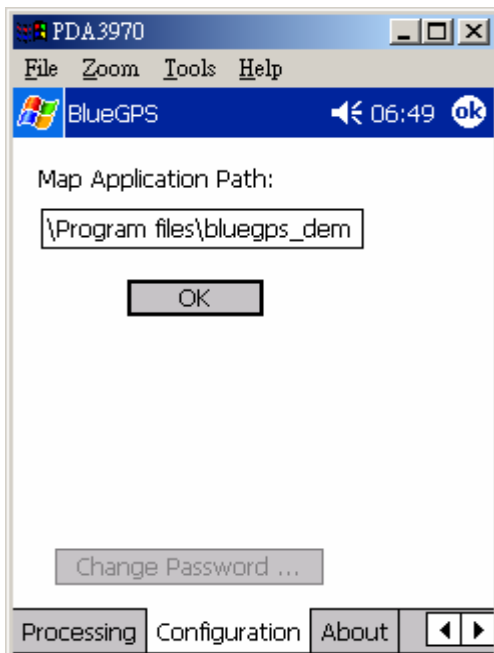 PDA3970
File Zoom Tools Help
BlueGPS 06:49 ok
Map Application Path:
\Program files\bluegps_dem
OK
Change Password ...
Processing Configuration About